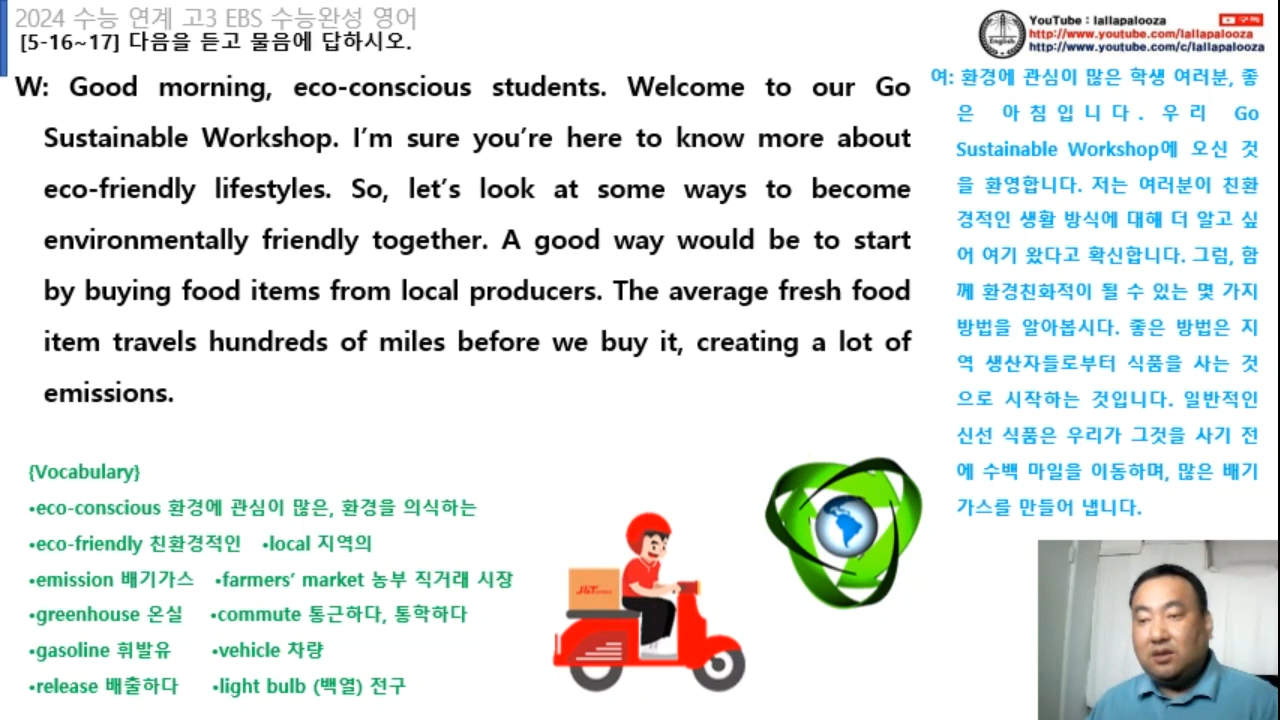 2024 수능 연계 고3 EBS 수능완성 영어
[5-16~17] 다음을 듣고 물음에 답하시오.
YouTube : lallapalooza
구독
http://www.youtube.com/lallapalooza
http://www.youtube.com/c/lallapalooza
English
W: Good morning, eco-conscious students. Welcome to our Go
Sustainable Workshop. I’m sure you’re here to know more about
eco-friendly lifestyles. So, let’s look at some ways to become
environmentally friendly together. A good way would be to start
by buying food items from local producers. The average fresh food
item travels hundreds of miles before we buy it, creating a lot of
emissions.
여: 환경에 관심이 많은 학생 여러분, 좋
은 아침입니다. 우리 Go
Sustainable Workshop에 오신 것
을 환영합니다. 저는 여러분이 친환
경적인 생활 방식에 대해 더 알고 싶
어 여기 왔다고 확신합니다. 그럼, 함
께 환경친화적이 될 수 있는 몇 가지
방법을 알아봅시다. 좋은 방법은 지
역 생산자들로부터 식품을 사는 것
으로 시작하는 것입니다. 일반적인
신선 식품은 우리가 그것을 사기 전
에 수백 마일을 이동하며, 많은 배기
가스를 만들어 냅니다.
{Vocabulary}
•eco-conscious 환경에 관심이 많은, 환경을 의식하는
•eco-friendly 친환경적인 •local 지역의
•emission 배기가스 •farmers’ market 농부 직거래 시장
•greenhouse 온실 •commute 통근하다, 통학하다
•gasoline 휘발유 •vehicle 차량
•release 배출하다 •light bulb (백열) 전구
J&T